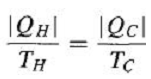 |Q_H| / T_H = |Q_C| / T_C